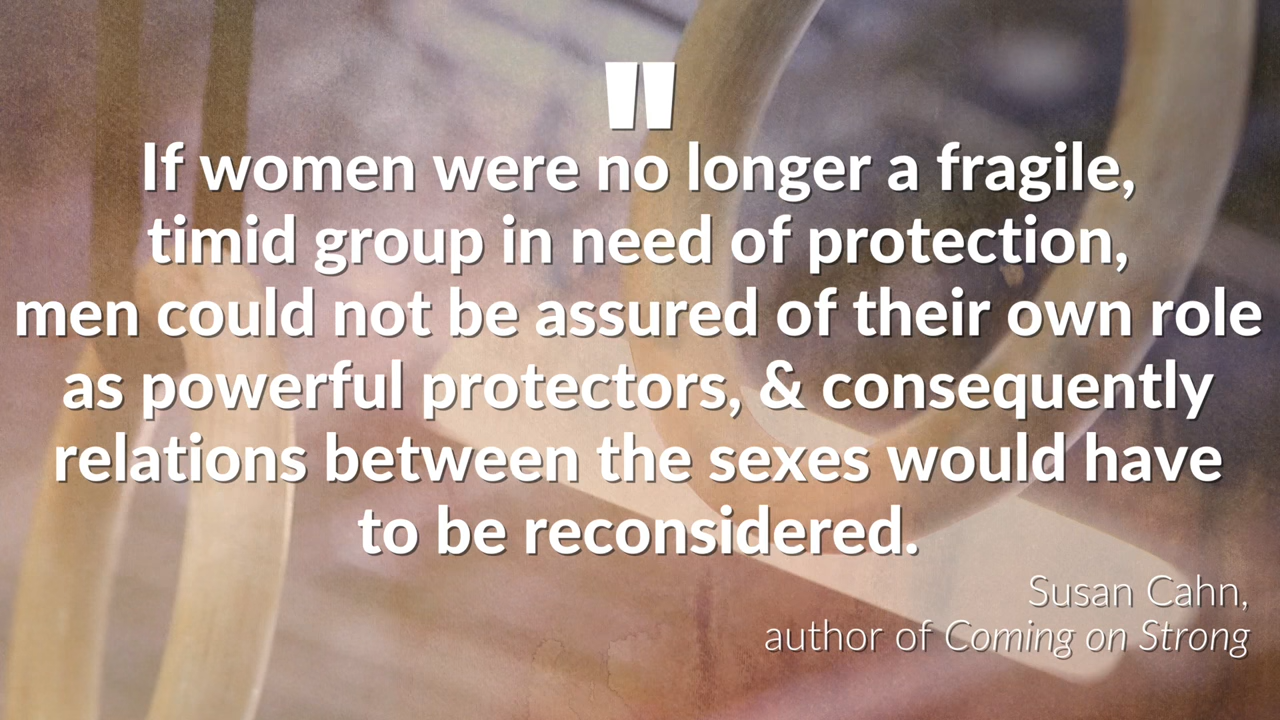 "
If women were no longer a fragile,
timid group in need of protection,
men could not be assured of their own role
as powerful protectors, & consequently
relations between the sexes would have
to be reconsidered.
Susan Cahn,
author of Coming on Strong